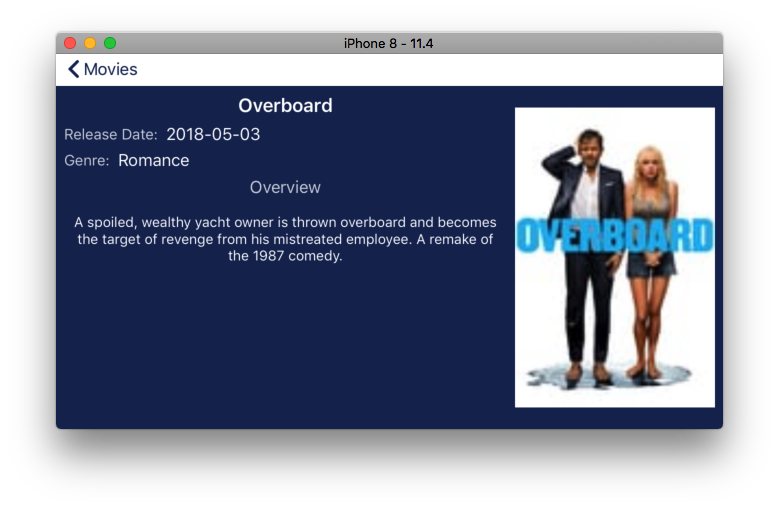 iPhone 8 - 11.4
Movies
Overboard
Release Date: 2018-05-03
Genre: Romance
Overview
A spoiled, wealthy yacht owner is thrown overboard and becomes
the target of revenge from his mistreated employee. A remake of
the 1987 comedy.
OVERBOARD